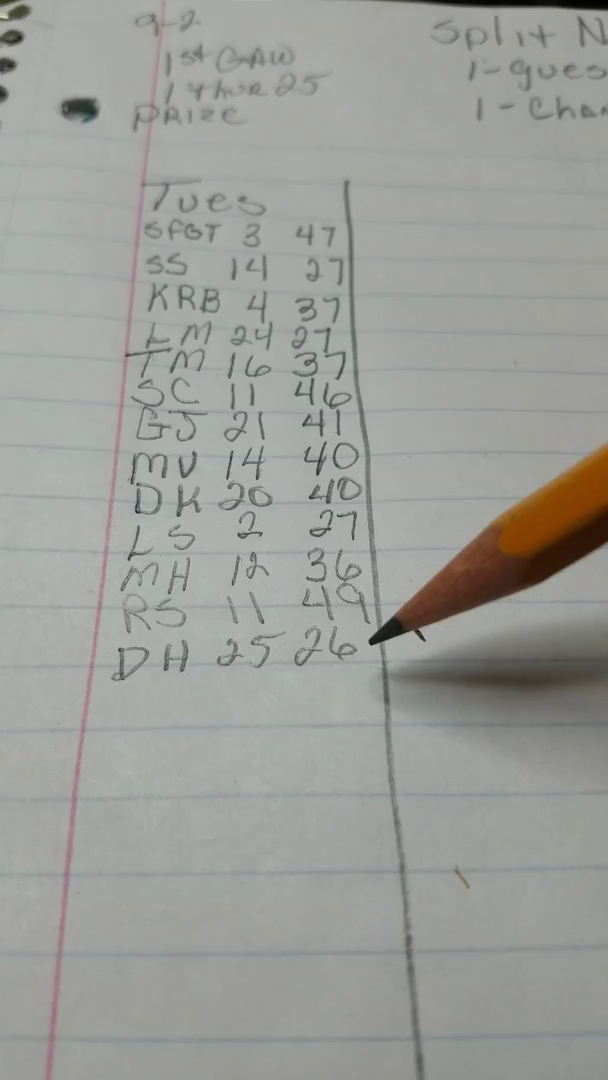 9-2
1st GAW
1 4 hur 25
PRIZE
Split N
1-gues
1-Chan
Tues
SFGT 3 47
SS 14 27
KRB 4 37
LM 24 27
TM 16 37
SC 11 46
GJ 21 41
MV 14 40
DK 20 40
LS 2 27
MH 12 36
RS 11 49
DH 25 26